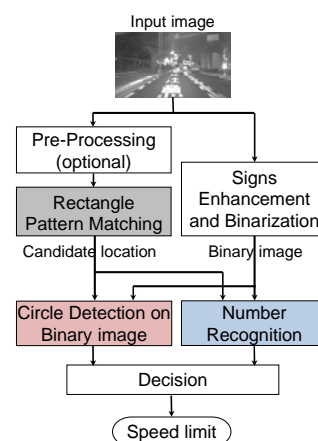 Input image
Pre-Processing
(optional)
Signs
Enhancement
and Binarization
Rectangle
Pattern Matching
Candidate location
Binary image
Circle Detection on
Binary image
Number
Recognition
Decision
Speed limit